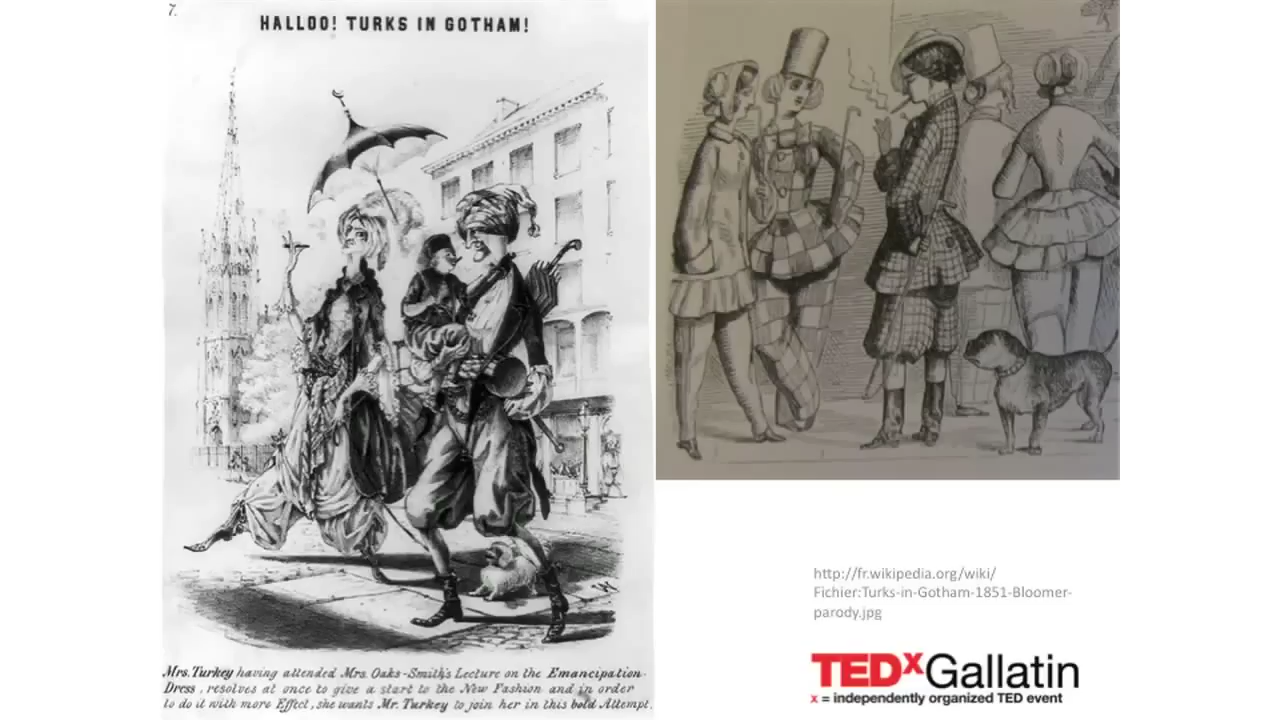 7.
HALLOO! TURKS IN GOTHAM!
Mrs. Turkey having attended Mrs. Oaks-Smith's Lecture on the Emancipation-
Dress, resolves at once to give a start to the New Fashion and in order
to do it with more Effect, she wants Mr. Turkey to join her in this bold Attempt.
http://fr.wikipedia.org/wiki/
Fichier:Turks-in-Gotham-1851-Bloomer-
parody.jpg
TEDxGallatin
x = independently organized TED event